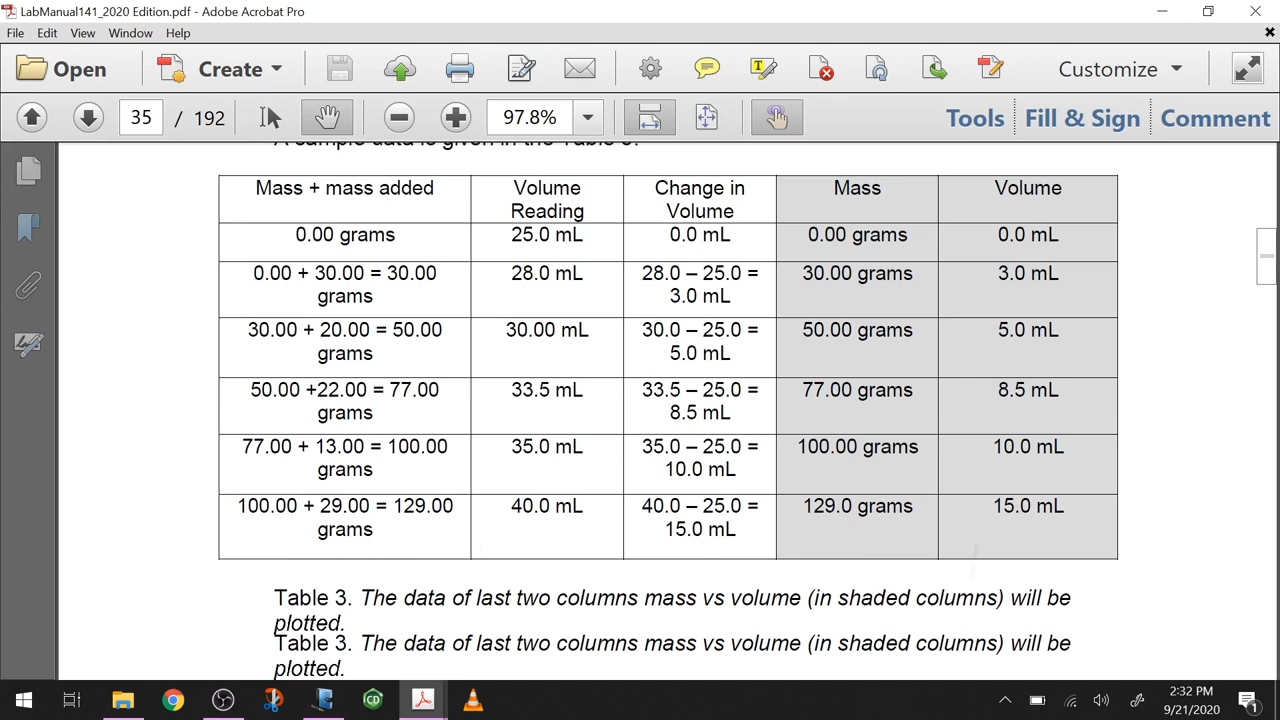 LabManual141_2020 Edition.pdf - Adobe Acrobat Pro
File Edit View Window Help
Open Create Customize
35 / 192 97.8% Tools Fill & Sign Comment
A sample data is given in the Table 3.
Mass + mass added Volume Reading Change in Volume Mass Volume
0.00 grams 25.0 mL 0.0 mL 0.00 grams 0.0 mL
0.00 + 30.00 = 30.00 grams 28.0 mL 28.0 – 25.0 = 3.0 mL 30.00 grams 3.0 mL
30.00 + 20.00 = 50.00 grams 30.00 mL 30.0 – 25.0 = 5.0 mL 50.00 grams 5.0 mL
50.00 +22.00 = 77.00 grams 33.5 mL 33.5 – 25.0 = 8.5 mL 77.00 grams 8.5 mL
77.00 + 13.00 = 100.00 grams 35.0 mL 35.0 – 25.0 = 10.0 mL 100.00 grams 10.0 mL
100.00 + 29.00 = 129.00 grams 40.0 mL 40.0 – 25.0 = 15.0 mL 129.0 grams 15.0 mL
Table 3. The data of last two columns mass vs volume (in shaded columns) will be
plotted.
Table 3. The data of last two columns mass vs volume (in shaded columns) will be
plotted.
2:32 PM
9/21/2020